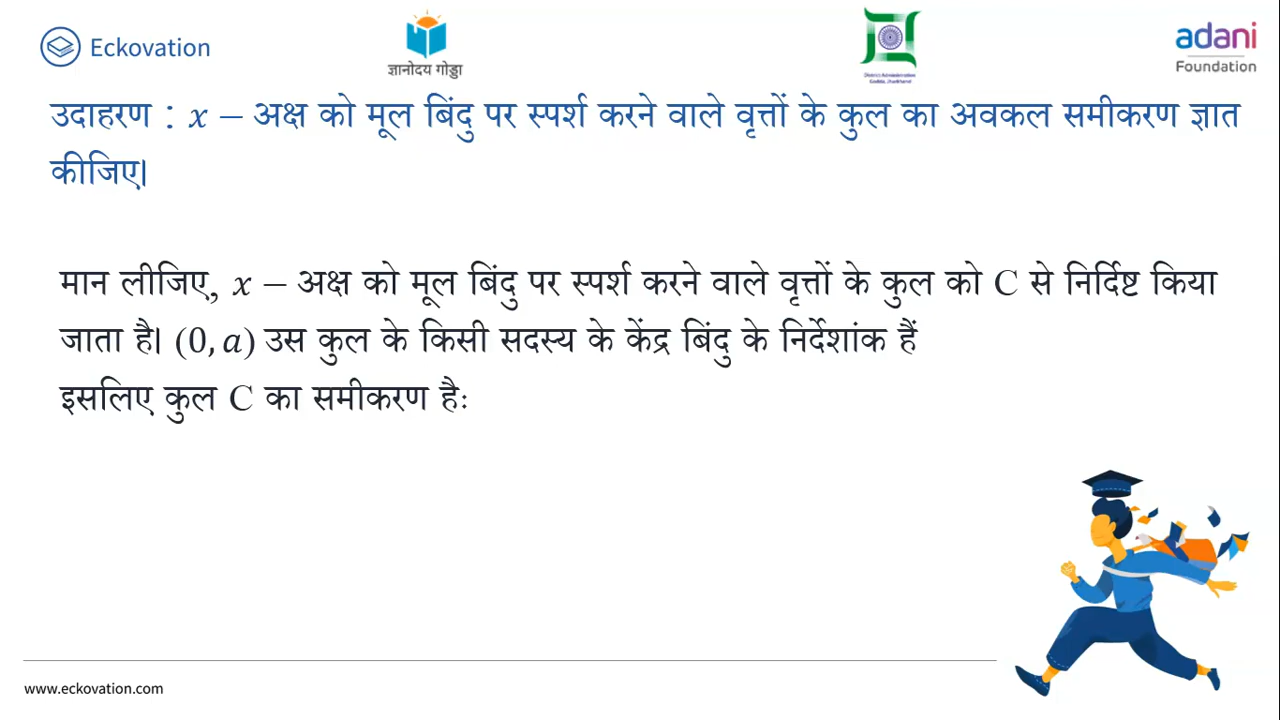 Eckovation
ज्ञानोदय गोड्डा
adani
Foundation
उदाहरण : x – अक्ष को मूल बिंदु पर स्पर्श करने वाले वृत्तों के कुल का अवकल समीकरण ज्ञात
कीजिए।
मान लीजिए, x – अक्ष को मूल बिंदु पर स्पर्श करने वाले वृत्तों के कुल को C से निर्दिष्ट किया
जाता है। (0, a) उस कुल के किसी सदस्य के केंद्र बिंदु के निर्देशांक हैं
इसलिए कुल C का समीकरण है:
www.eckovation.com